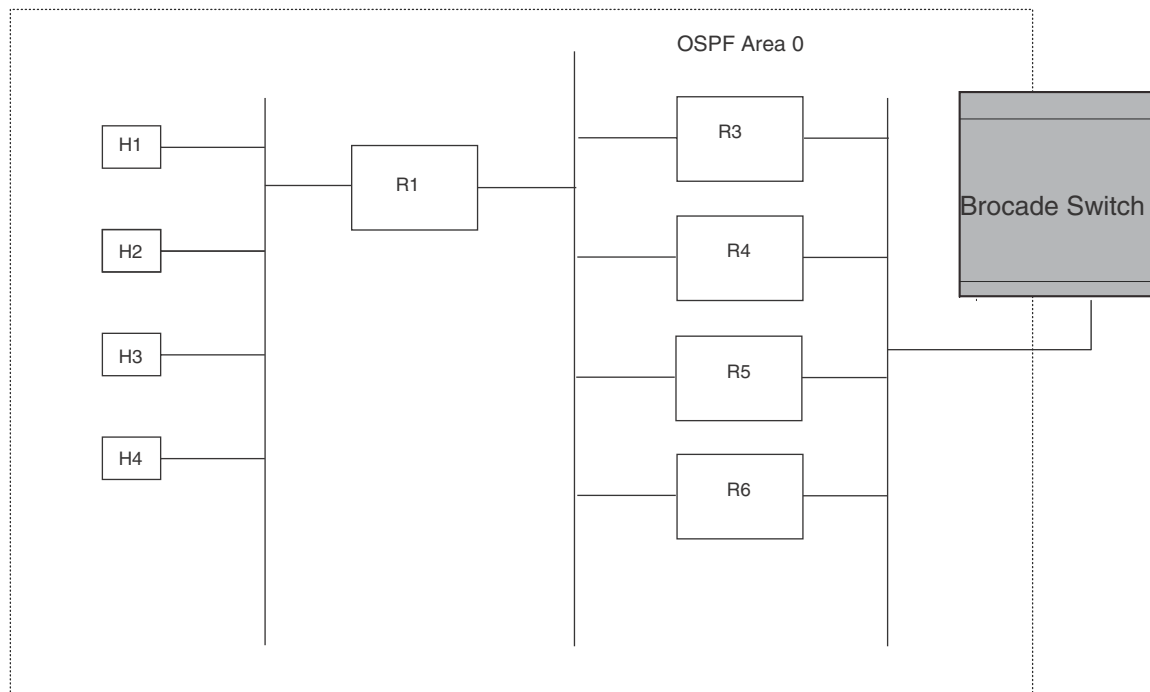 OSPF Area 0
H1
H2
H3
H4
R1
R3
R4
R5
R6
Brocade Switch